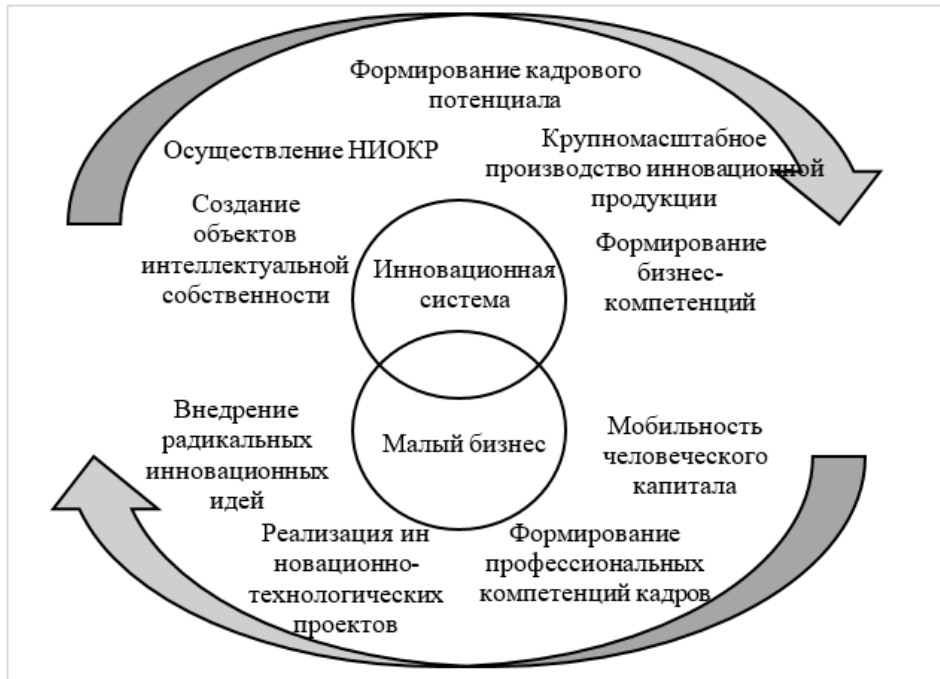 Формирование кадрового
потенциала
Осуществление НИОКР
Крупномасштабное
производство инновационной
продукции
Создание
объектов
интеллектуальной
собственности
Инновационная
система
Формирование
бизнес-
компетенций
Внедрение
радикальных
инновационных
идей
Малый бизнес
Мобильность
человеческого
капитала
Реализация ин
новационно-
технологических
проектов
Формирование
профессиональных
компетенций кадров